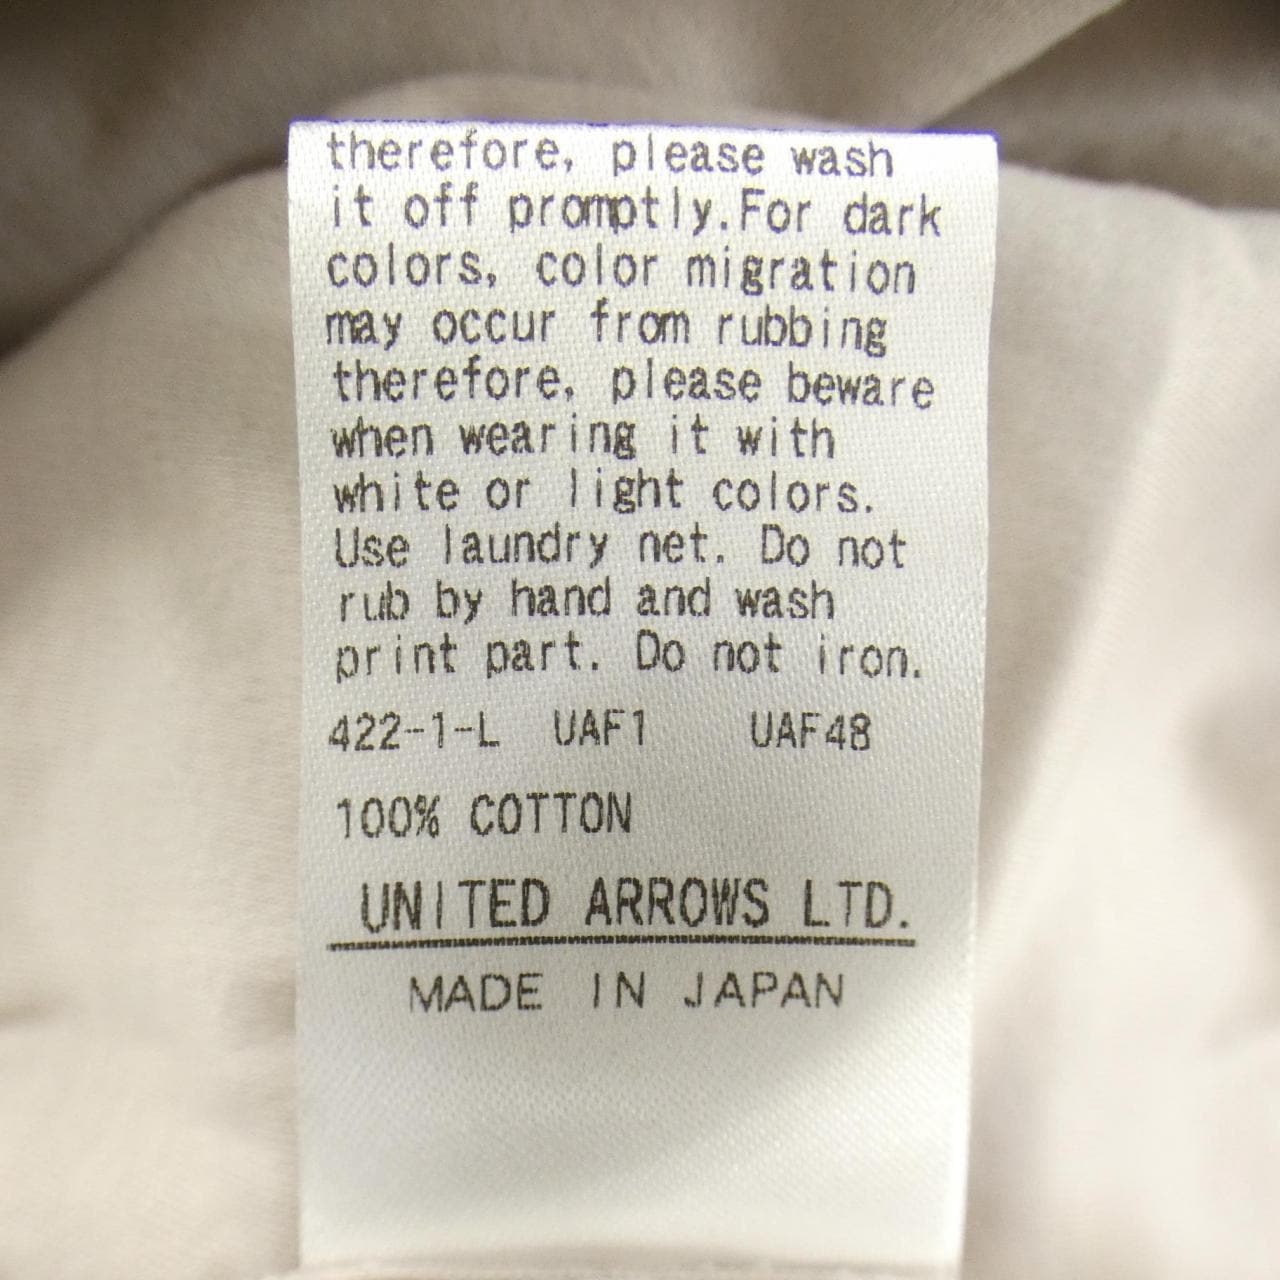 therefore, please wash
it off promptly.For dark
colors, color migration
may occur from rubbing
therefore, please beware
when wearing it with
white or light colors.
Use laundry net. Do not
rub by hand and wash
print part. Do not iron.
422-1-L UAF1 UAF48
100% COTTON
UNITED ARROWS LTD.
MADE IN JAPAN